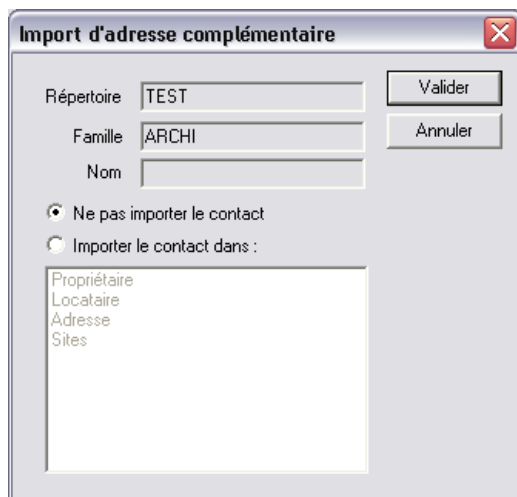 Import d'adresse complémentaire
Répertoire TEST
Valider
Famille ARCHI
Annuler
Nom
Ne pas importer le contact
Importer le contact dans :
Propriétaire
Locataire
Adresse
Sites